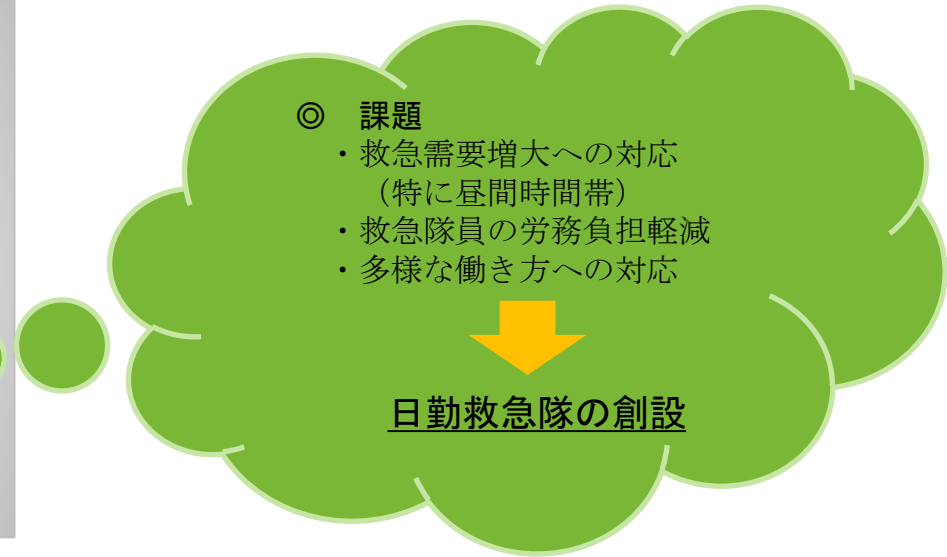 ◎　課題
・救急需要増大への対応
（特に昼間時間帯）
・救急隊員の労務負担軽減
・多様な働き方への対応
日勤救急隊の創設